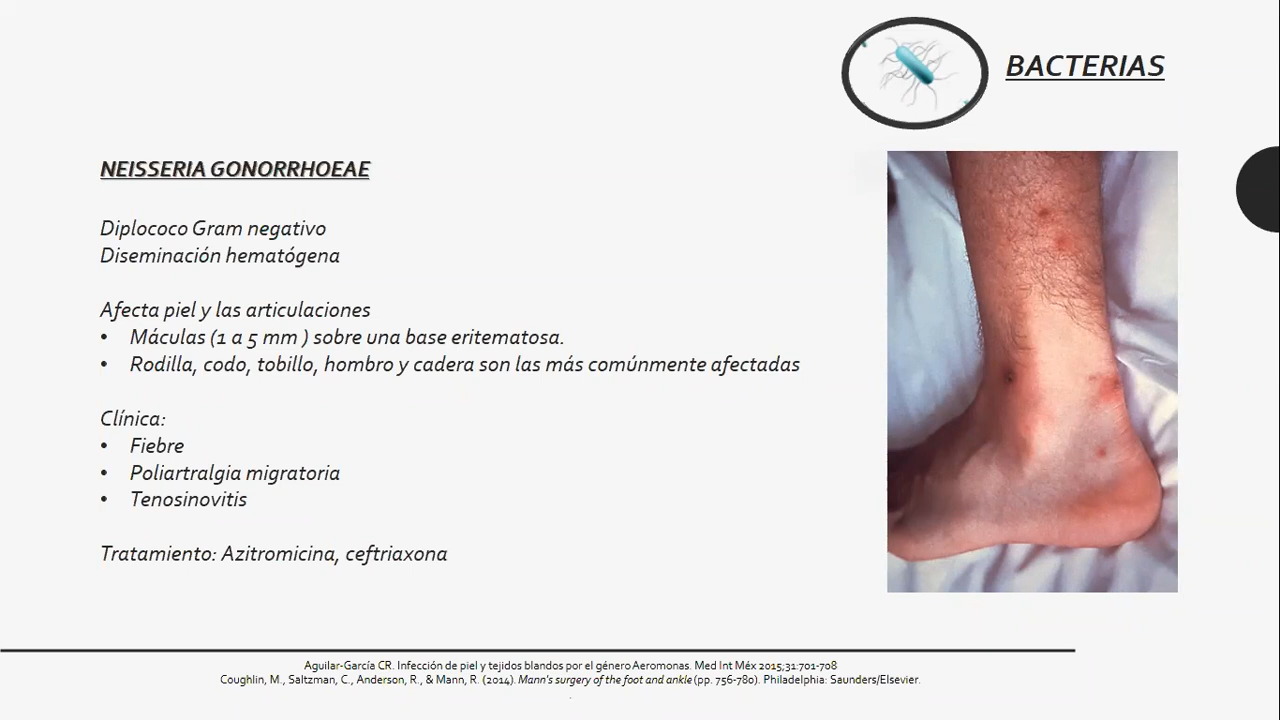 BACTERIAS
NEISSERIA GONORRHOEAE
Diplococo Gram negativo
Diseminación hematógena
Afecta piel y las articulaciones
• Máculas (1 a 5 mm ) sobre una base eritematosa.
• Rodilla, codo, tobillo, hombro y cadera son las más comúnmente afectadas
Clínica:
• Fiebre
• Poliartralgia migratoria
• Tenosinovitis
Tratamiento: Azitromicina, ceftriaxona
Aguilar-García CR. Infección de piel y tejidos blandos por el género Aeromonas. Med Int Méx 2015;31:701-708
Coughlin, M., Saltzman, C., Anderson, R., & Mann, R. (2014). Mann's surgery of the foot and ankle (pp. 756-780). Philadelphia: Saunders/Elsevier.
.